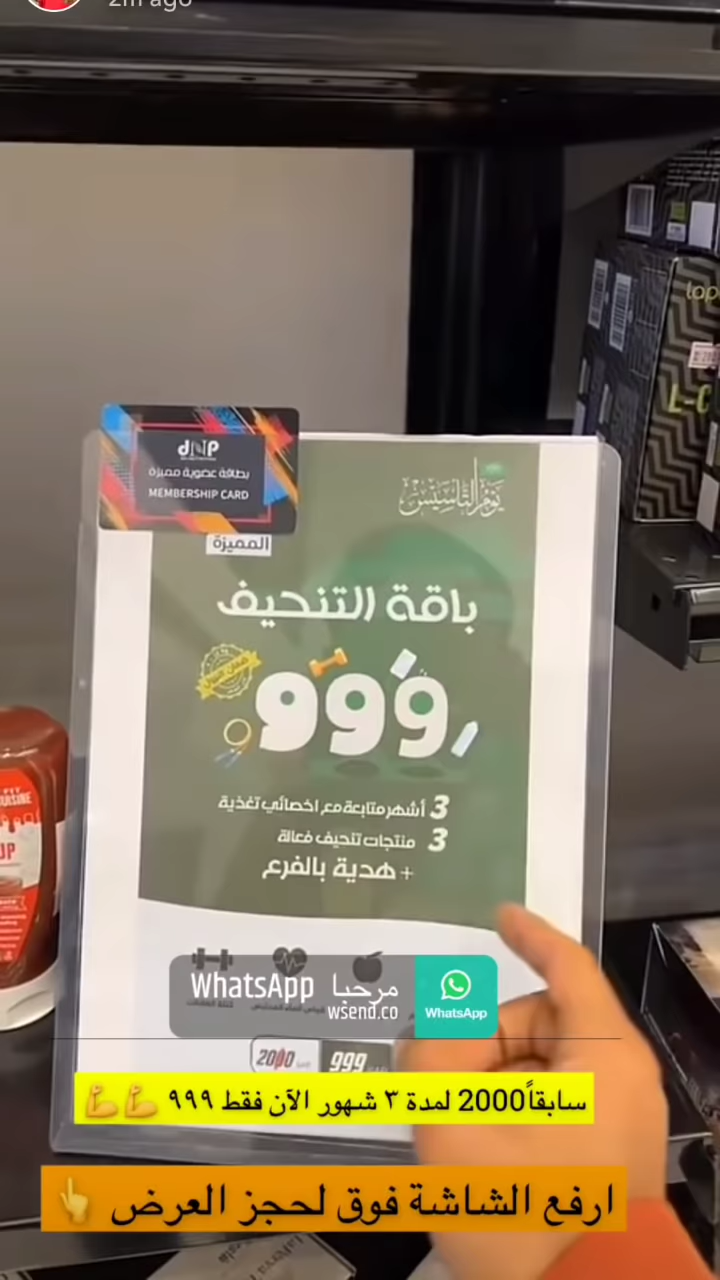 2m ago
dNP
بطاقة عضوية مميزة
MEMBERSHIP CARD
يوم التأسيس
المميزة
باقة التنحيف
999
3 أشهر متابعة مع اخصائي تغذية
3 منتجات تنحيف فعالة
+ هدية بالفرع
WhatsApp مرحبا
wsend.co
WhatsApp
2000
999
سابقاً2000 لمدة ٣ شهور الآن فقط ٩٩٩ 💪💪
ارفع الشاشة فوق لحجز العرض 👆
L-C
UP